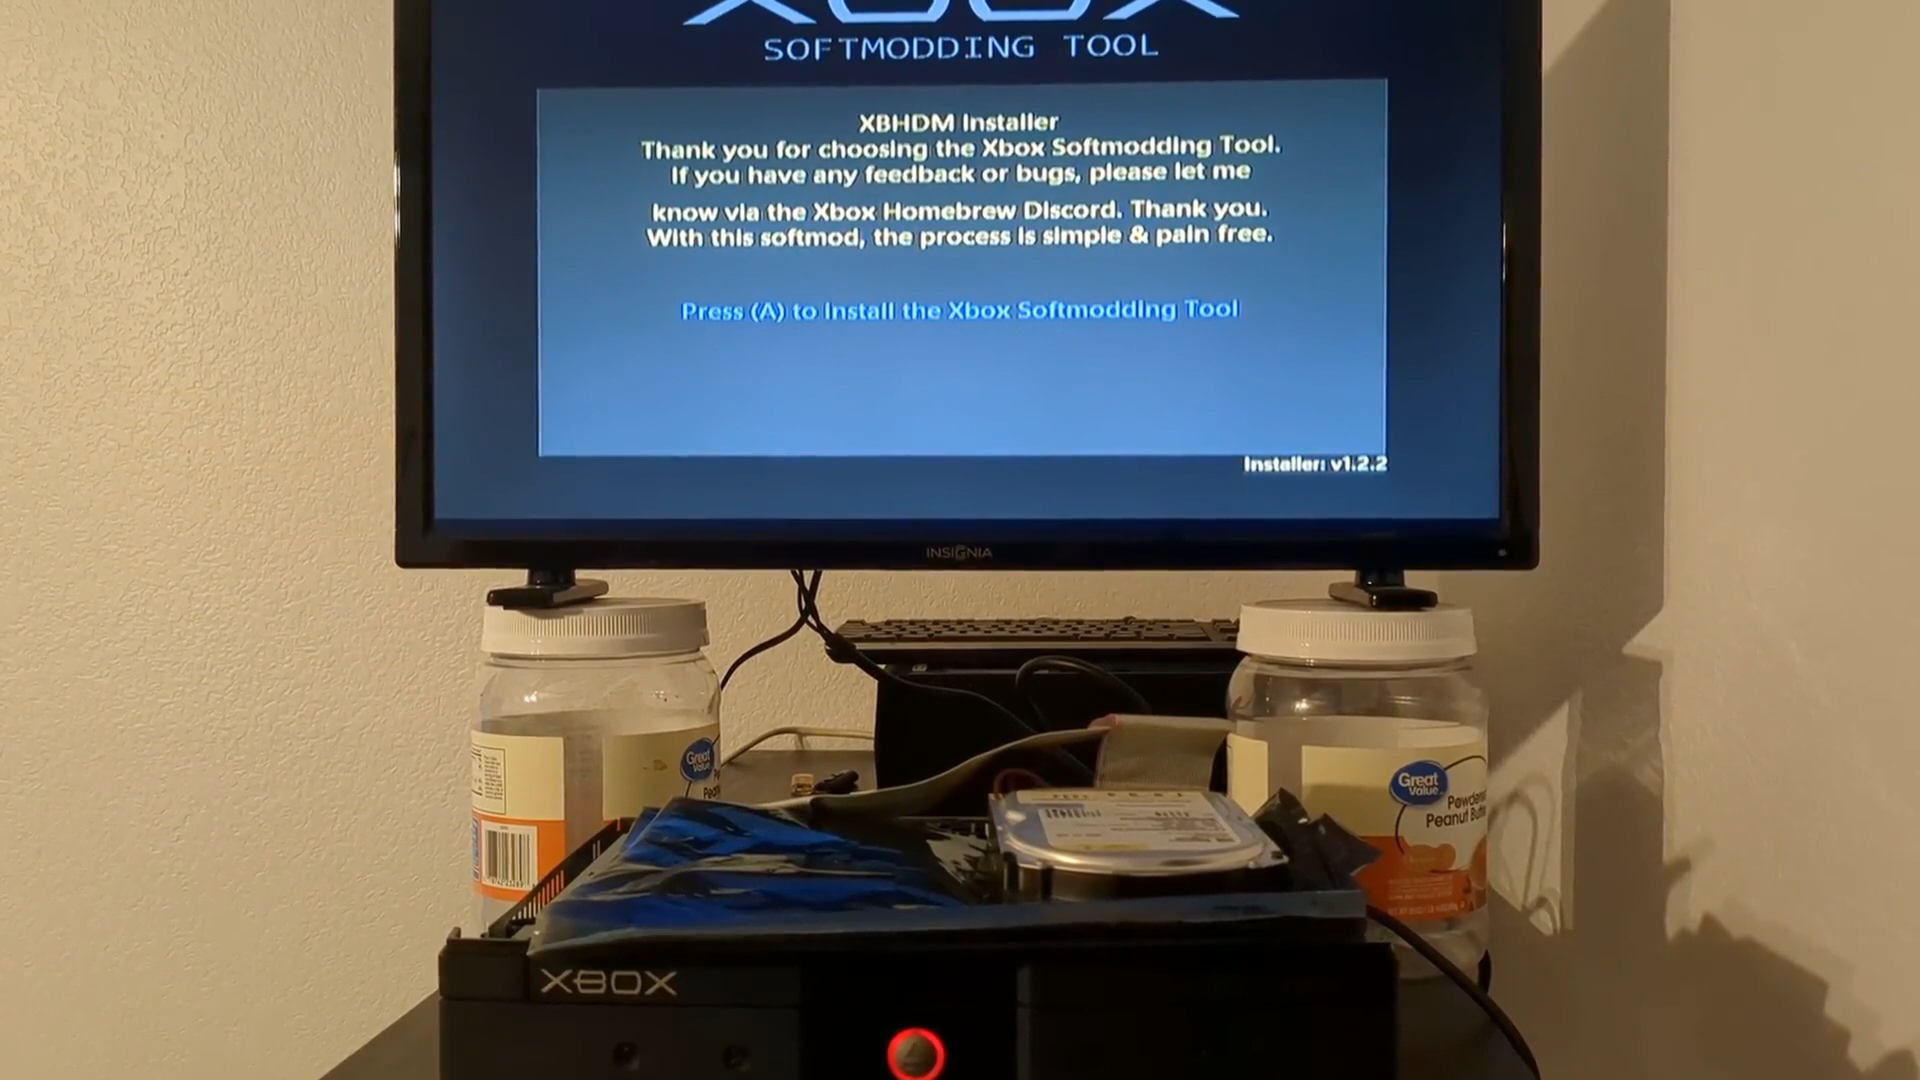 XBOX
SOFTMODDING TOOL
XBHDM Installer
Thank you for choosing the Xbox Softmodding Tool.
If you have any feedback or bugs, please let me
know via the Xbox Homebrew Discord. Thank you.
With this softmod, the process is simple & pain free.
Press (A) to install the Xbox Softmodding Tool
Installer: v1.2.2
INSIGNIA
Great
Value
Great
Value
Powdered
Peanut Butter
XBOX